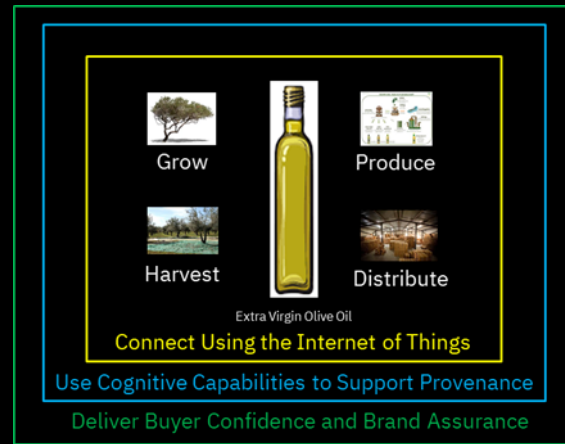 Grow
Produce
Harvest
Distribute
Extra Virgin Olive Oil
Connect Using the Internet of Things
Use Cognitive Capabilities to Support Provenance
Deliver Buyer Confidence and Brand Assurance